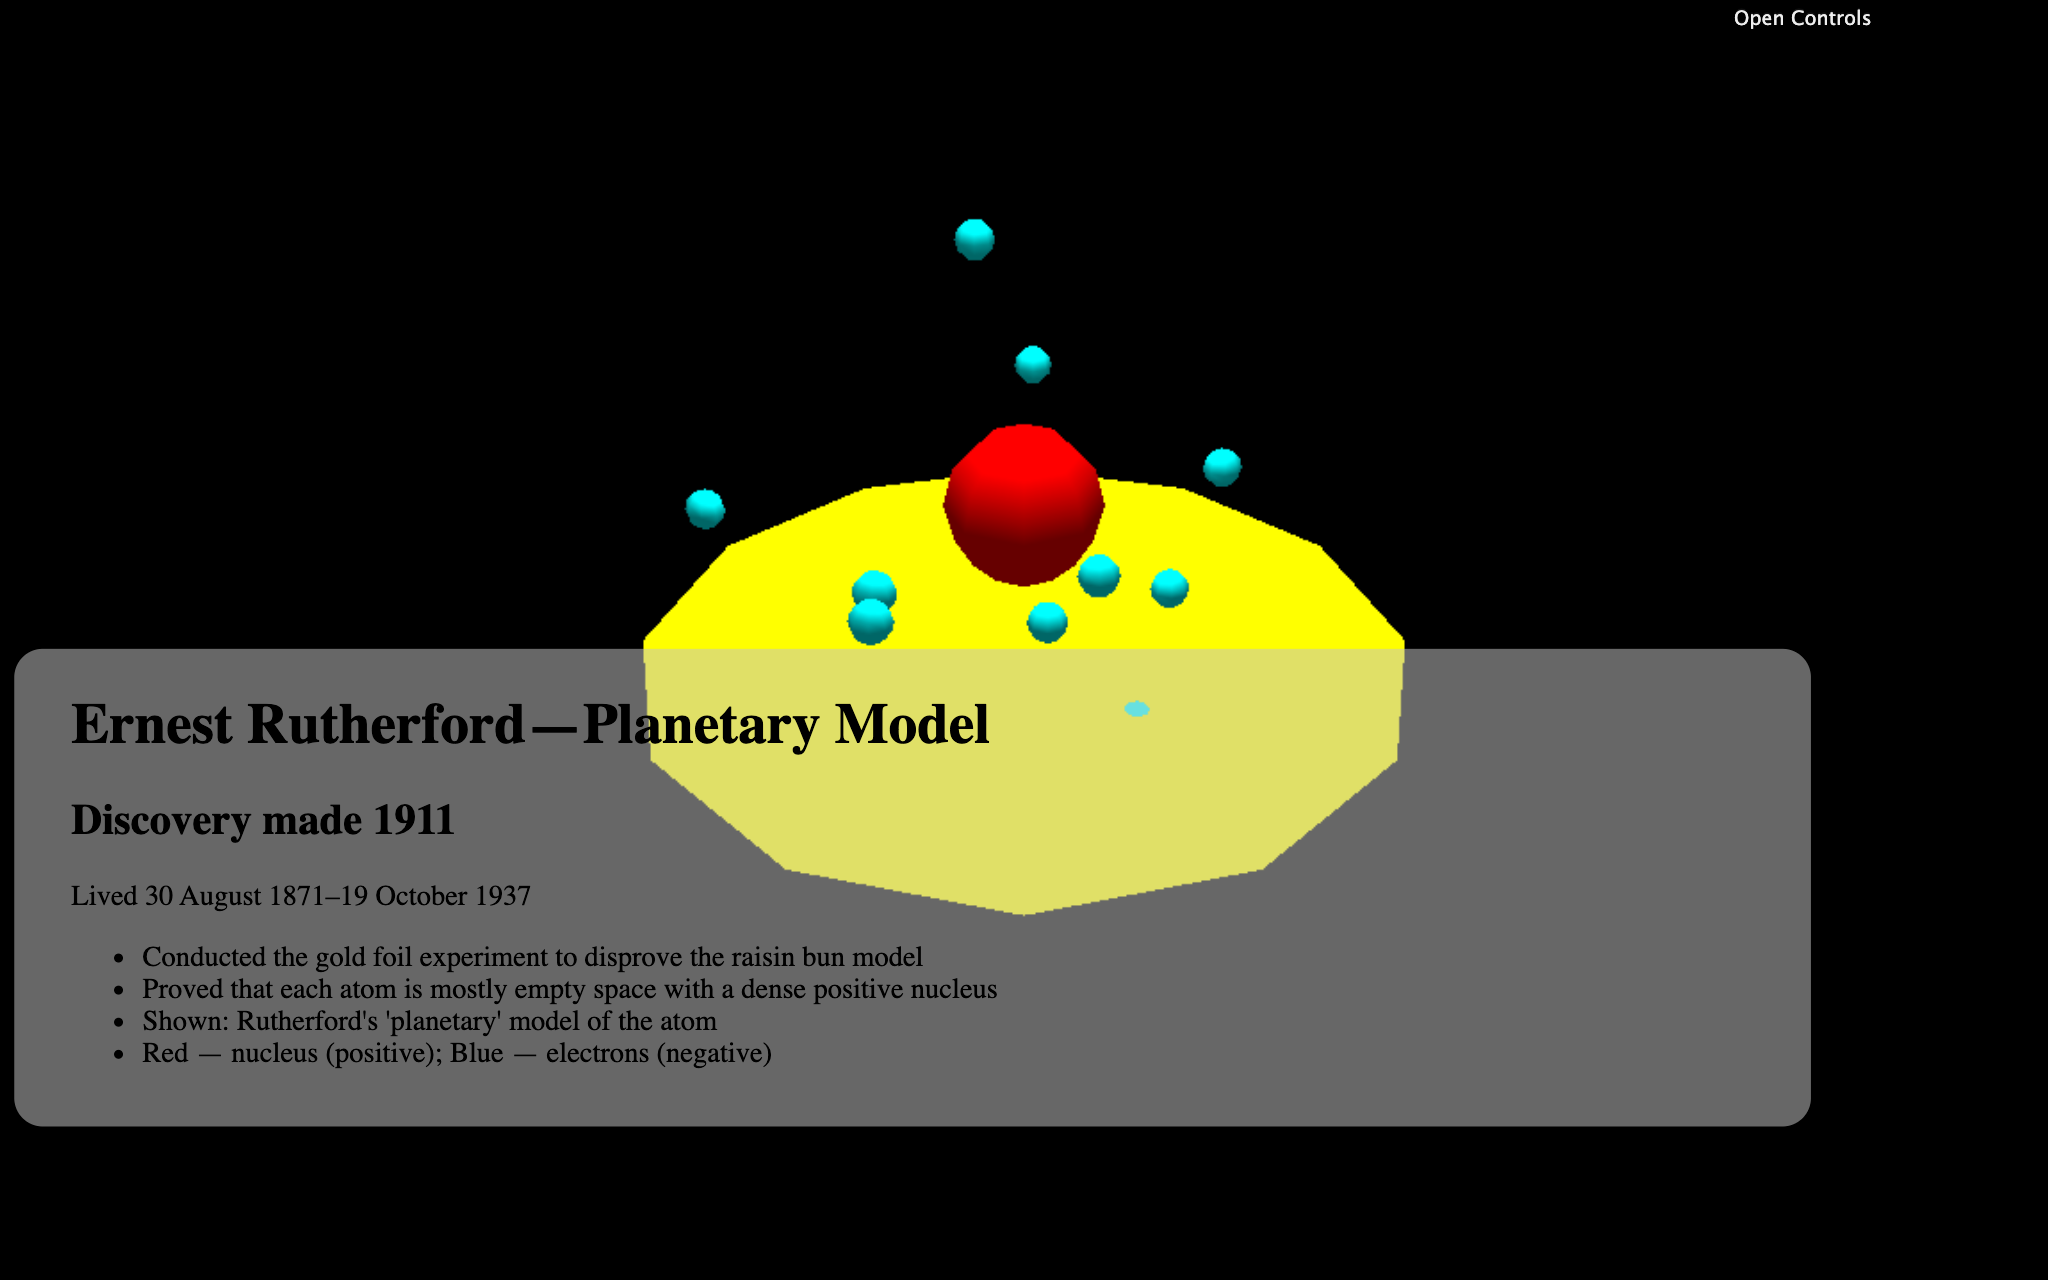 Open Controls
Ernest Rutherford—Planetary Model
Discovery made 1911
Lived 30 August 1871–19 October 1937
• Conducted the gold foil experiment to disprove the raisin bun model
• Proved that each atom is mostly empty space with a dense positive nucleus
• Shown: Rutherford's 'planetary' model of the atom
• Red — nucleus (positive); Blue — electrons (negative)